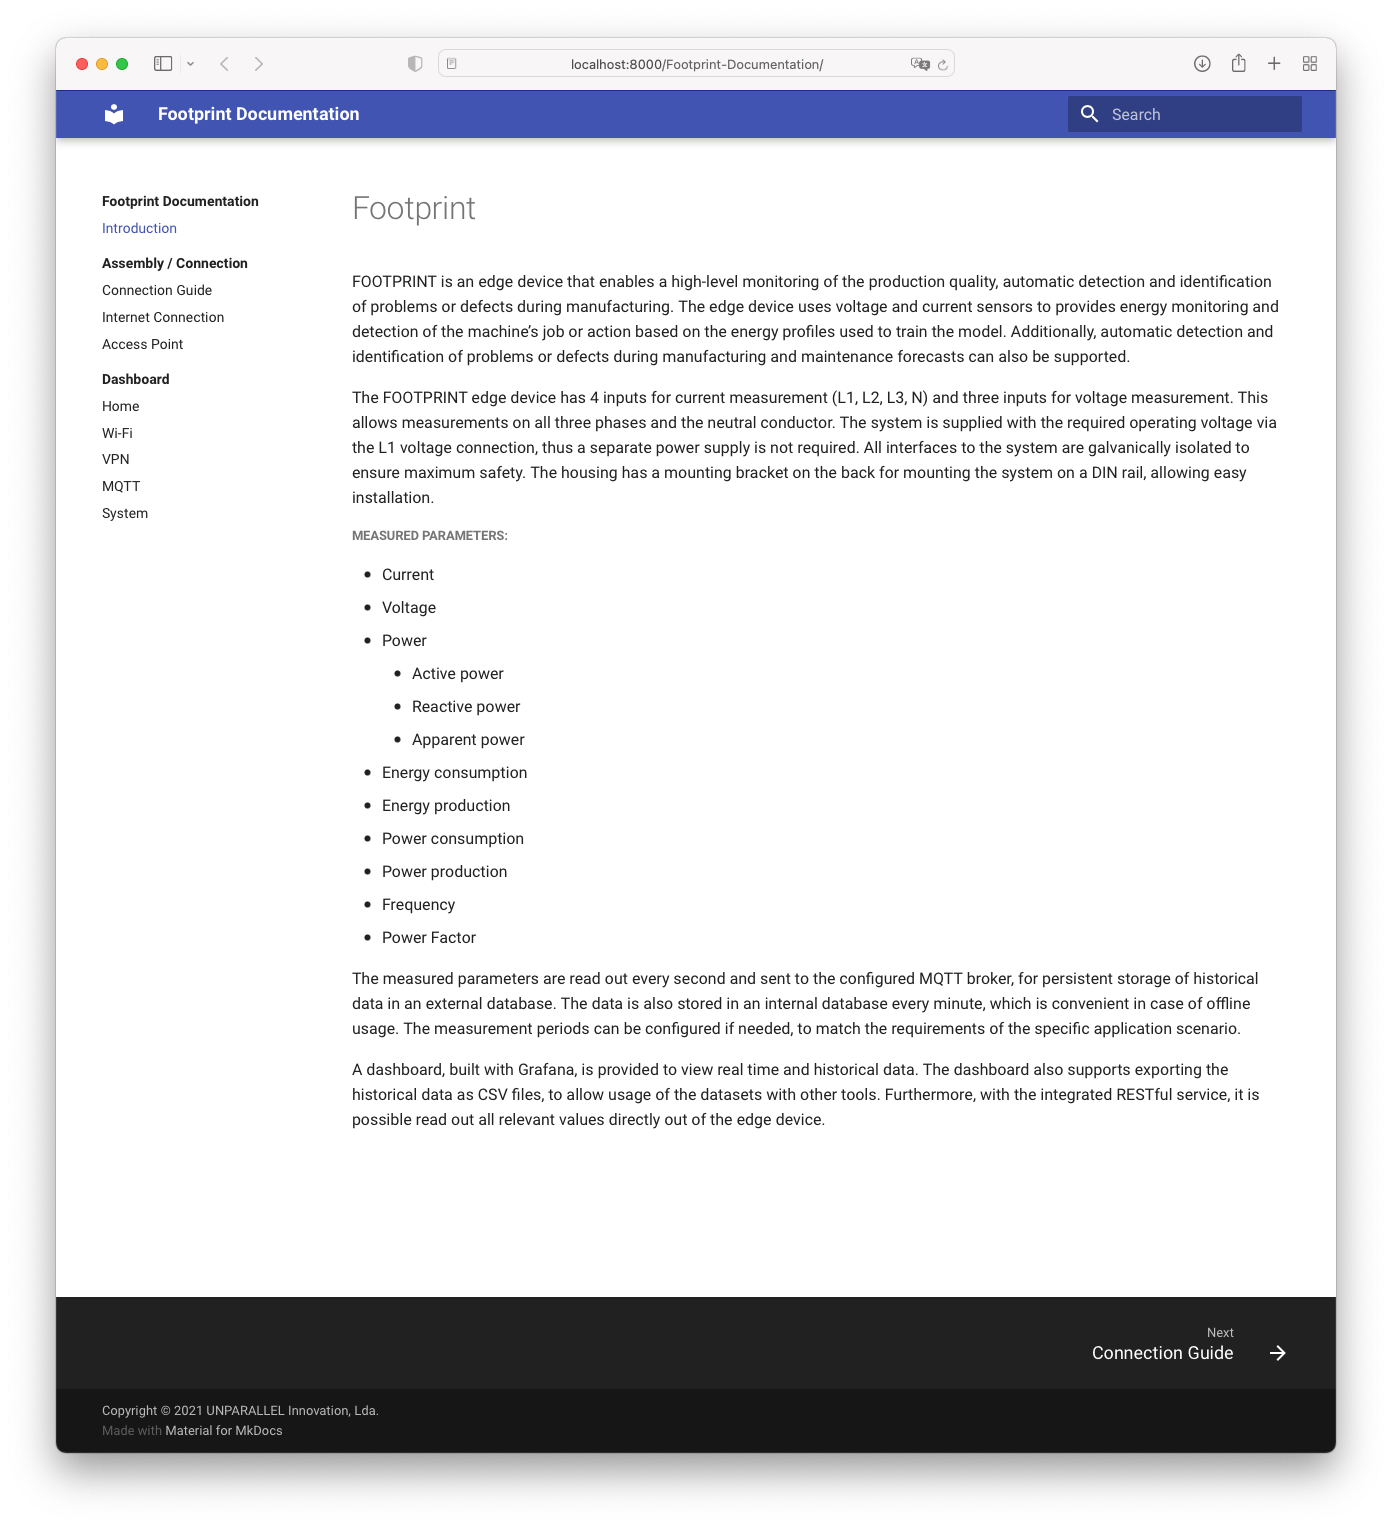 localhost:8000/Footprint-Documentation/
Footprint Documentation
Search
Footprint Documentation
Introduction
Assembly / Connection
Connection Guide
Internet Connection
Access Point
Dashboard
Home
Wi-Fi
VPN
MQTT
System
Footprint
FOOTPRINT is an edge device that enables a high-level monitoring of the production quality, automatic detection and identification
of problems or defects during manufacturing. The edge device uses voltage and current sensors to provides energy monitoring and
detection of the machine’s job or action based on the energy profiles used to train the model. Additionally, automatic detection and
identification of problems or defects during manufacturing and maintenance forecasts can also be supported.
The FOOTPRINT edge device has 4 inputs for current measurement (L1, L2, L3, N) and three inputs for voltage measurement. This
allows measurements on all three phases and the neutral conductor. The system is supplied with the required operating voltage via
the L1 voltage connection, thus a separate power supply is not required. All interfaces to the system are galvanically isolated to
ensure maximum safety. The housing has a mounting bracket on the back for mounting the system on a DIN rail, allowing easy
installation.
MEASURED PARAMETERS:
• Current
• Voltage
• Power
• Active power
• Reactive power
• Apparent power
• Energy consumption
• Energy production
• Power consumption
• Power production
• Frequency
• Power Factor
The measured parameters are read out every second and sent to the configured MQTT broker, for persistent storage of historical
data in an external database. The data is also stored in an internal database every minute, which is convenient in case of offline
usage. The measurement periods can be configured if needed, to match the requirements of the specific application scenario.
A dashboard, built with Grafana, is provided to view real time and historical data. The dashboard also supports exporting the
historical data as CSV files, to allow usage of the datasets with other tools. Furthermore, with the integrated RESTful service, it is
possible read out all relevant values directly out of the edge device.
Next
Connection Guide
Copyright © 2021 UNPARALLEL Innovation, Lda.
Made with Material for MkDocs